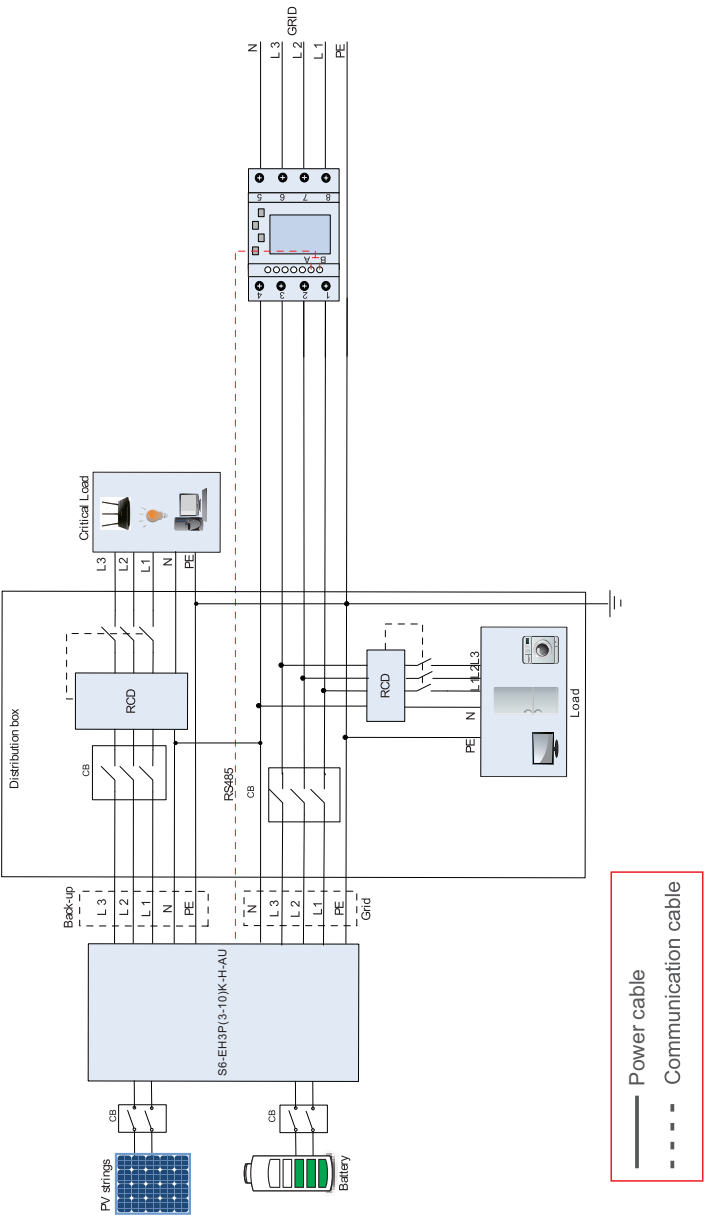 GRID
N
L 3
L 2
L 1
PE
5
6
7
8
A
B
4
3
2
1
Critical Load
L3
L2
L1
N
PE
Distribution box
RCD
CB
RS485
CB
RCD
L1
L2
L3
N
PE
Load
Back-up
L 3
L 2
L 1
N
PE
N
L 3
L 2
L1
PE
Grid
S6-EH3P(3-10)K-H-AU
CB
CB
PV strings
Battery
Power cable
Communication cable